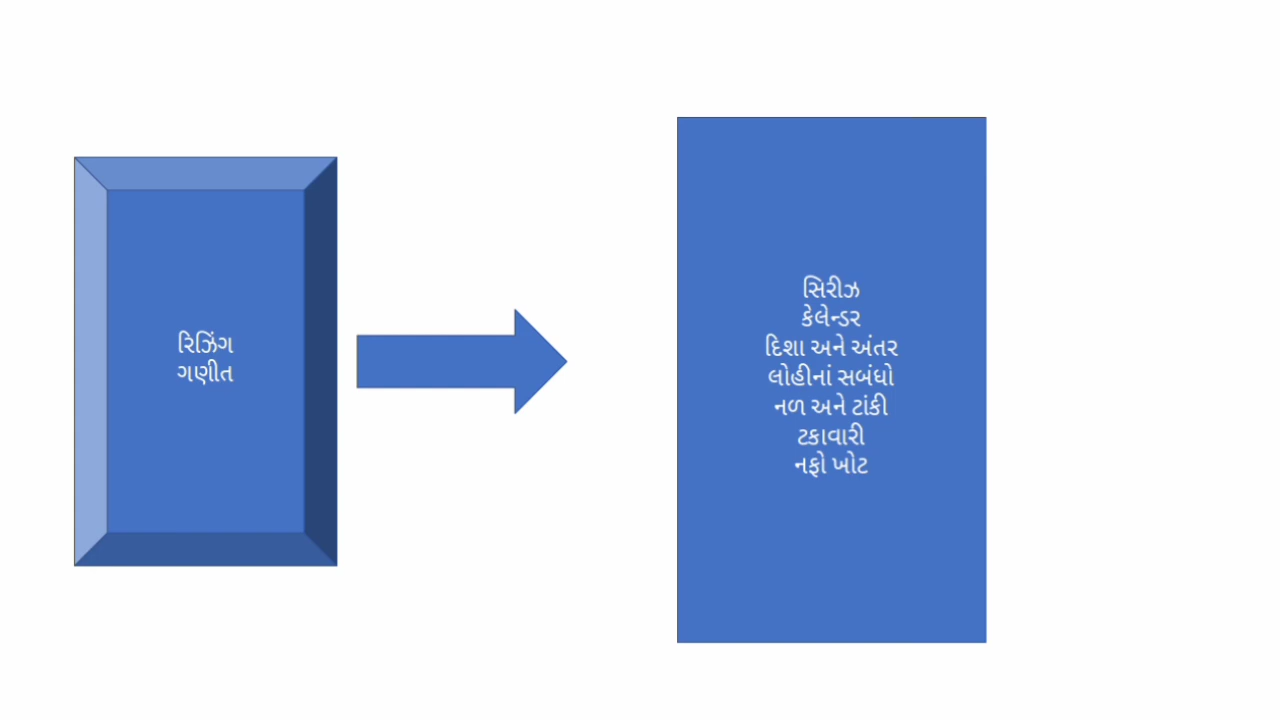 રિઝિંગ
ગણીત
સિરીઝ
કેલેન્ડર
દિશા અને અંતર
લોહીનાં સબંધો
નળ અને ટાંકી
ટકાવારી
નફો ખોટ